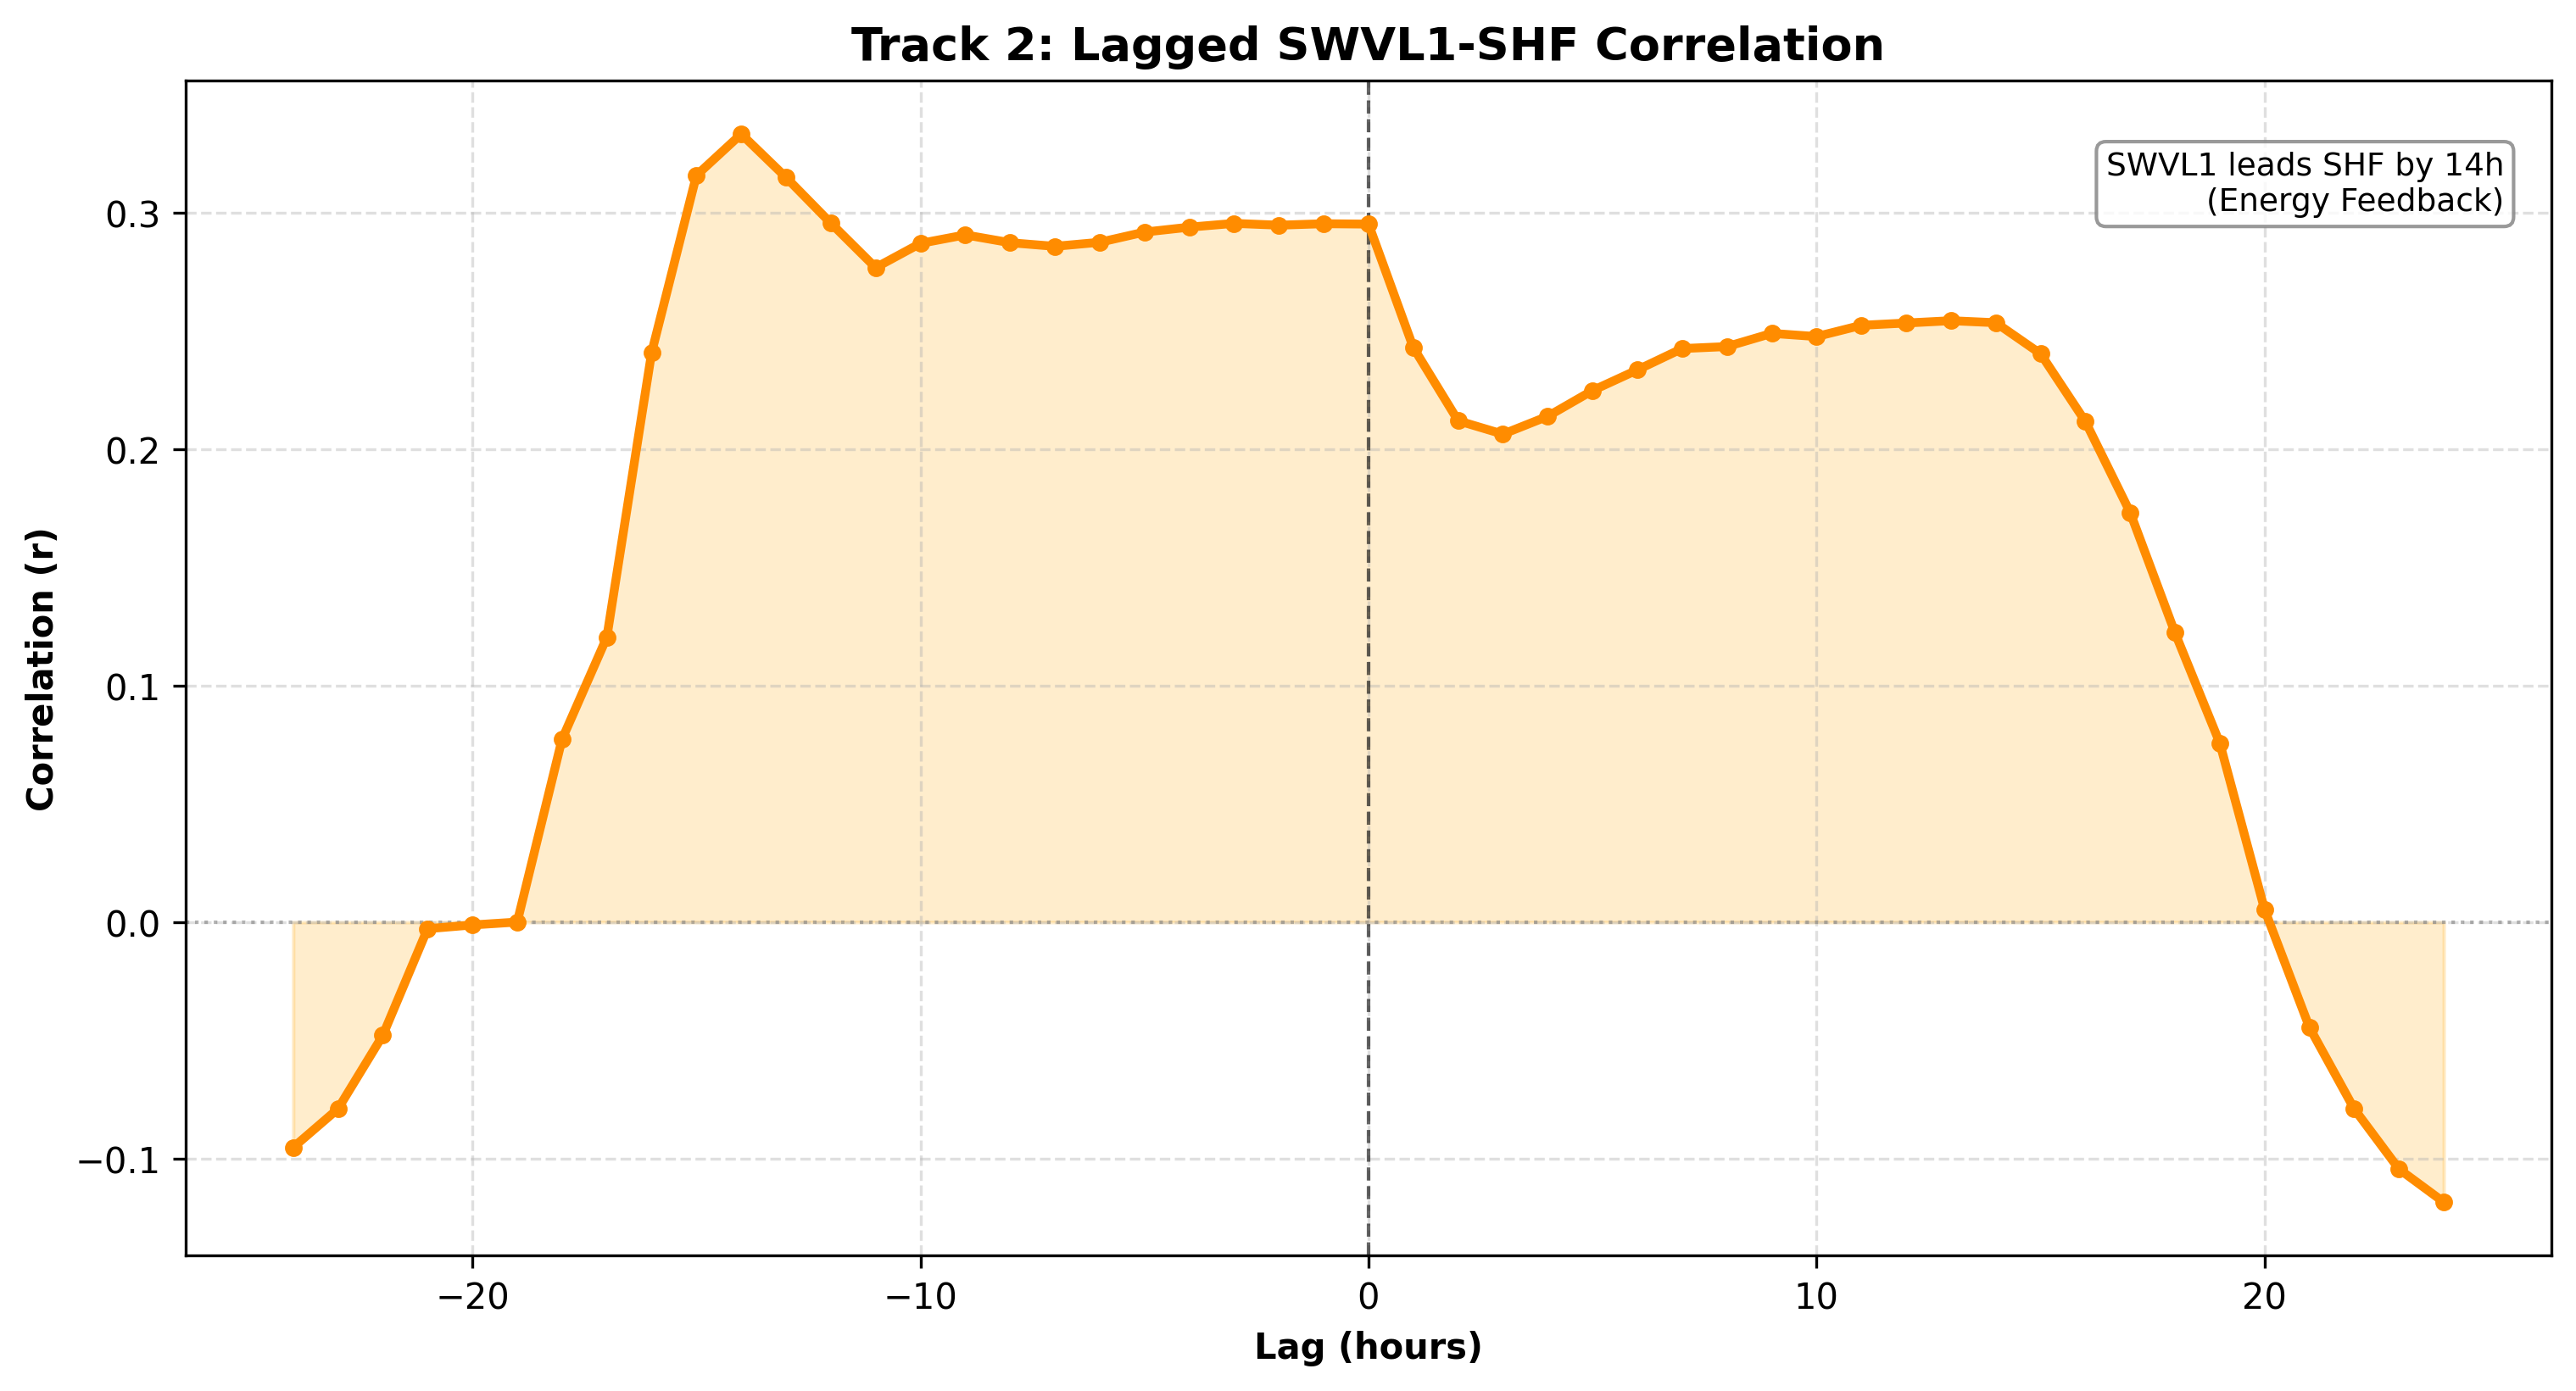 Track 2: Lagged SWVL1-SHF Correlation
SWVL1 leads SHF by 14h
(Energy Feedback)
Correlation (r)
0.3
0.2
0.1
0.0
−0.1
−20
−10
0
10
20
Lag (hours)